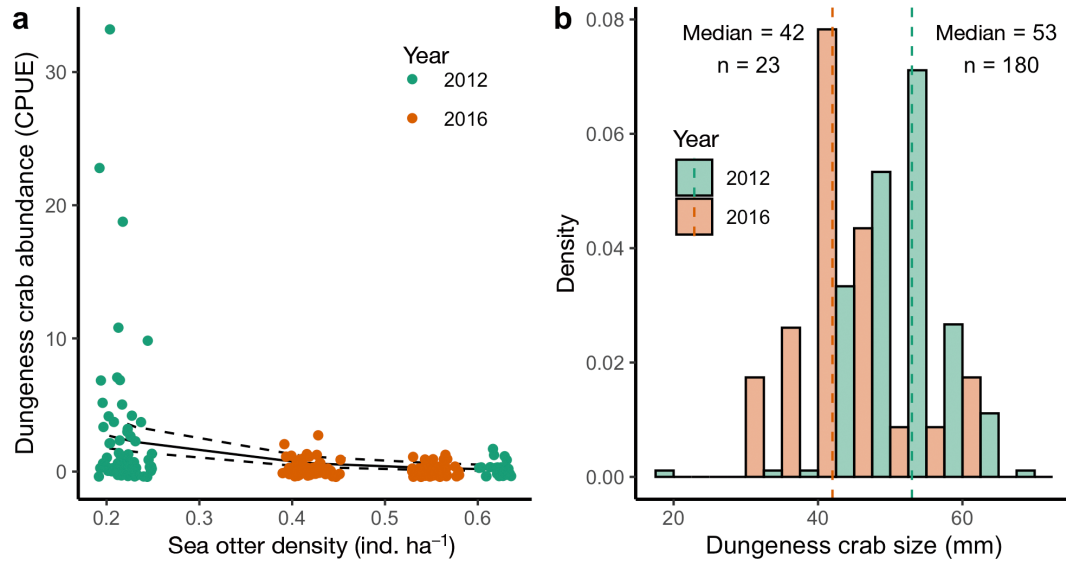 a
Dungeness crab abundance (CPUE)
30
20
10
0
0.2
0.3
0.4
0.5
0.6
Sea otter density (ind. ha⁻¹)
Year
2012
2016
b
Density
0.08
0.06
0.04
0.02
0.00
20
40
60
Dungeness crab size (mm)
Median = 42
n = 23
Median = 53
n = 180
Year
2012
2016